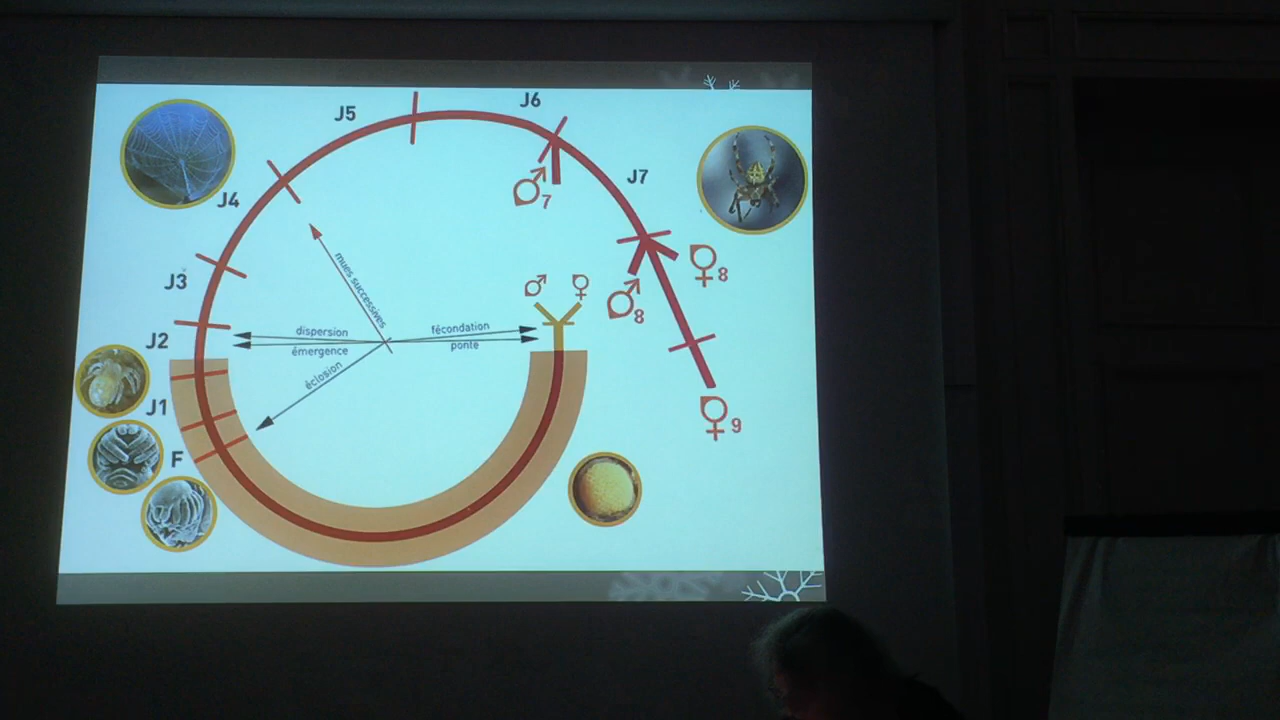 J5
J6
J7
♂7
J4
mues successives
♀8
♂8
J3
♂ ♀
dispersion
émergence
fécondation
ponte
J2
éclosion
J1
♀9
F